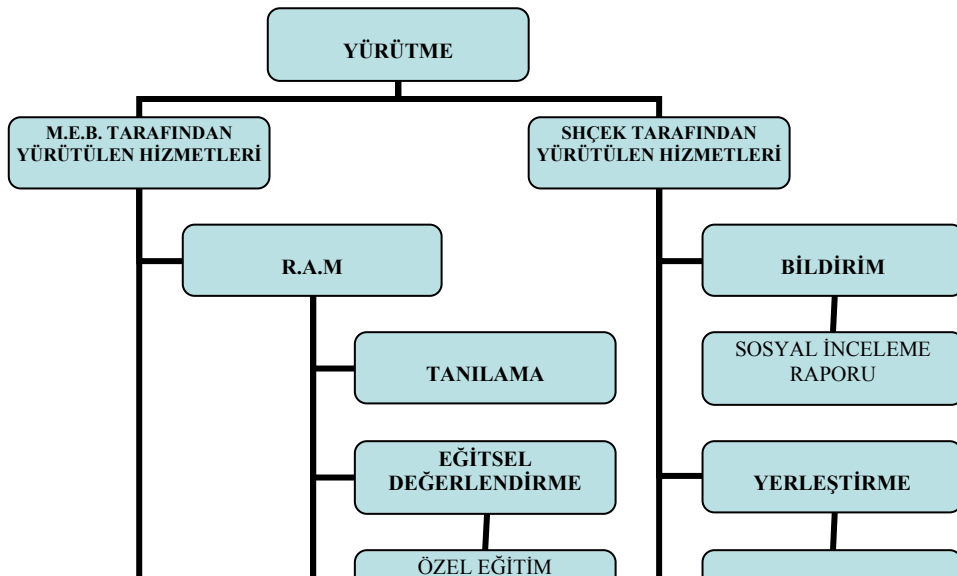 YÜRÜTME
M.E.B. TARAFINDAN
YÜRÜTÜLEN HİZMETLERİ
SHÇEK TARAFINDAN
YÜRÜTÜLEN HİZMETLERİ
R.A.M
BİLDİRİM
SOSYAL İNCELEME
RAPORU
TANILAMA
EĞİTSEL
DEĞERLENDİRME
YERLEŞTİRME
ÖZEL EĞİTİM